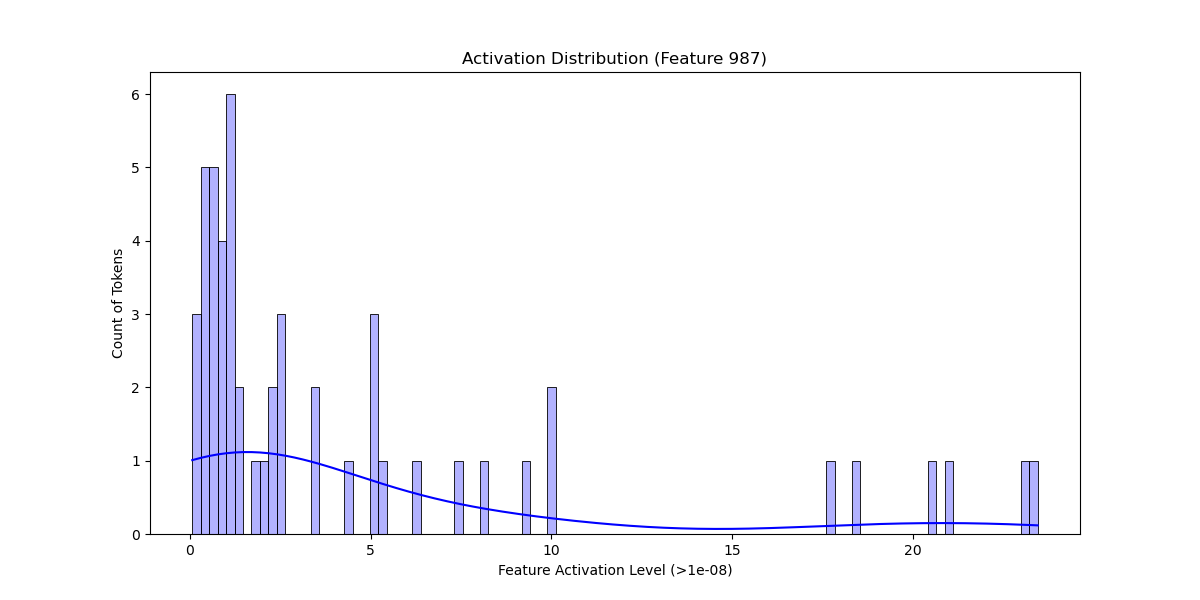 Activation Distribution (Feature 987)
6
5
4
3
2
1
0
Count of Tokens
0 5 10 15 20
Feature Activation Level (>1e-08)